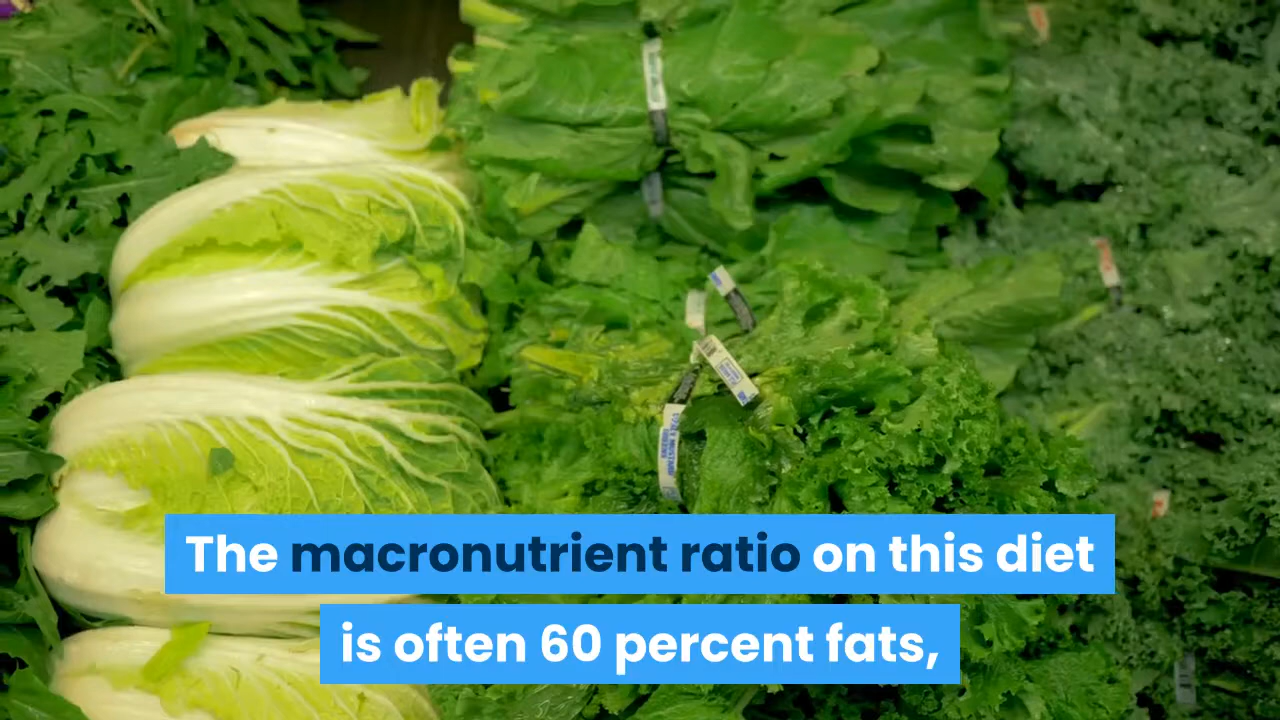 The macronutrient ratio on this diet
is often 60 percent fats,